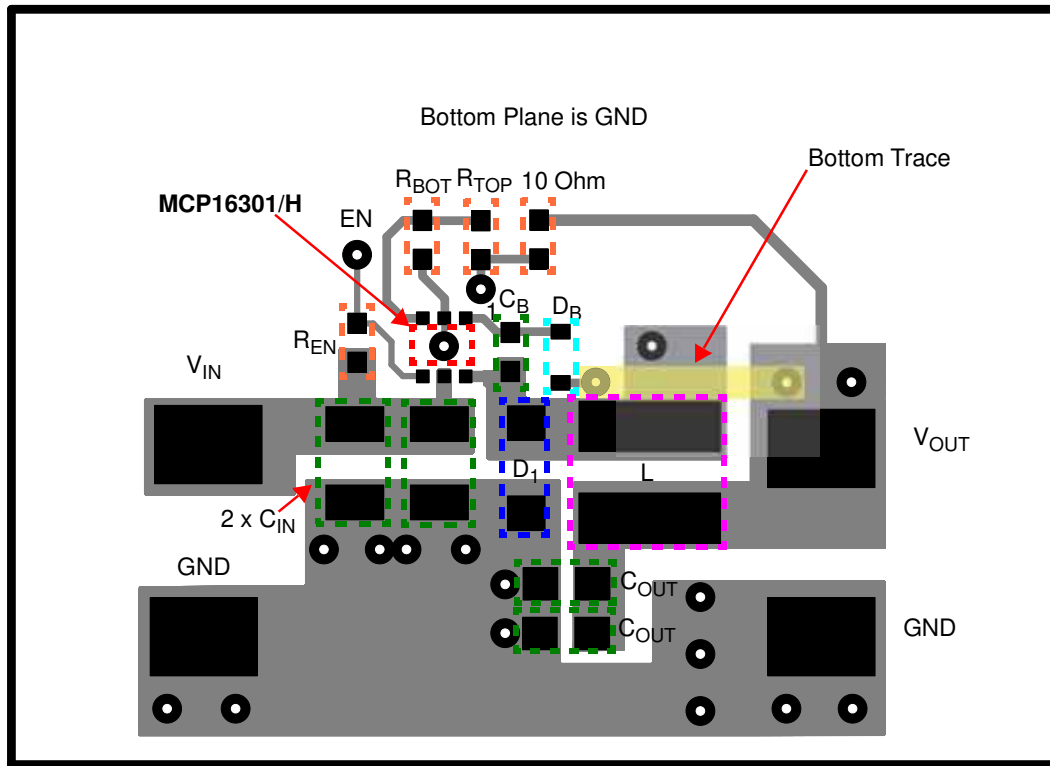 Bottom Plane is GND
Bottom Trace
RBOT RTOP 10 Ohm
MCP16301/H
EN
1
CB
DB
REN
VIN
VOUT
D1
L
2 x CIN
GND
COUT
COUT
GND